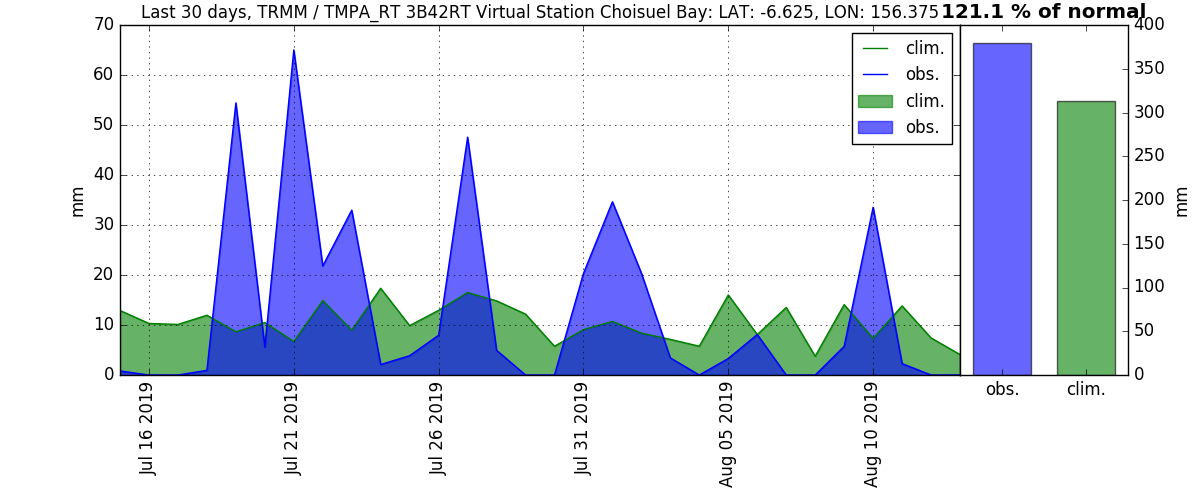 Last 30 days, TRMM / TMPA_RT 3B42RT Virtual Station Choisuel Bay: LAT: -6.625, LON: 156.375 121.1 % of normal
70
60
50
40
30
20
10
0
mm
clim.
obs.
clim.
obs.
Jul 16 2019
Jul 21 2019
Jul 26 2019
Jul 31 2019
Aug 05 2019
Aug 10 2019
400
350
300
250
200
150
100
50
0
mm
obs. clim.